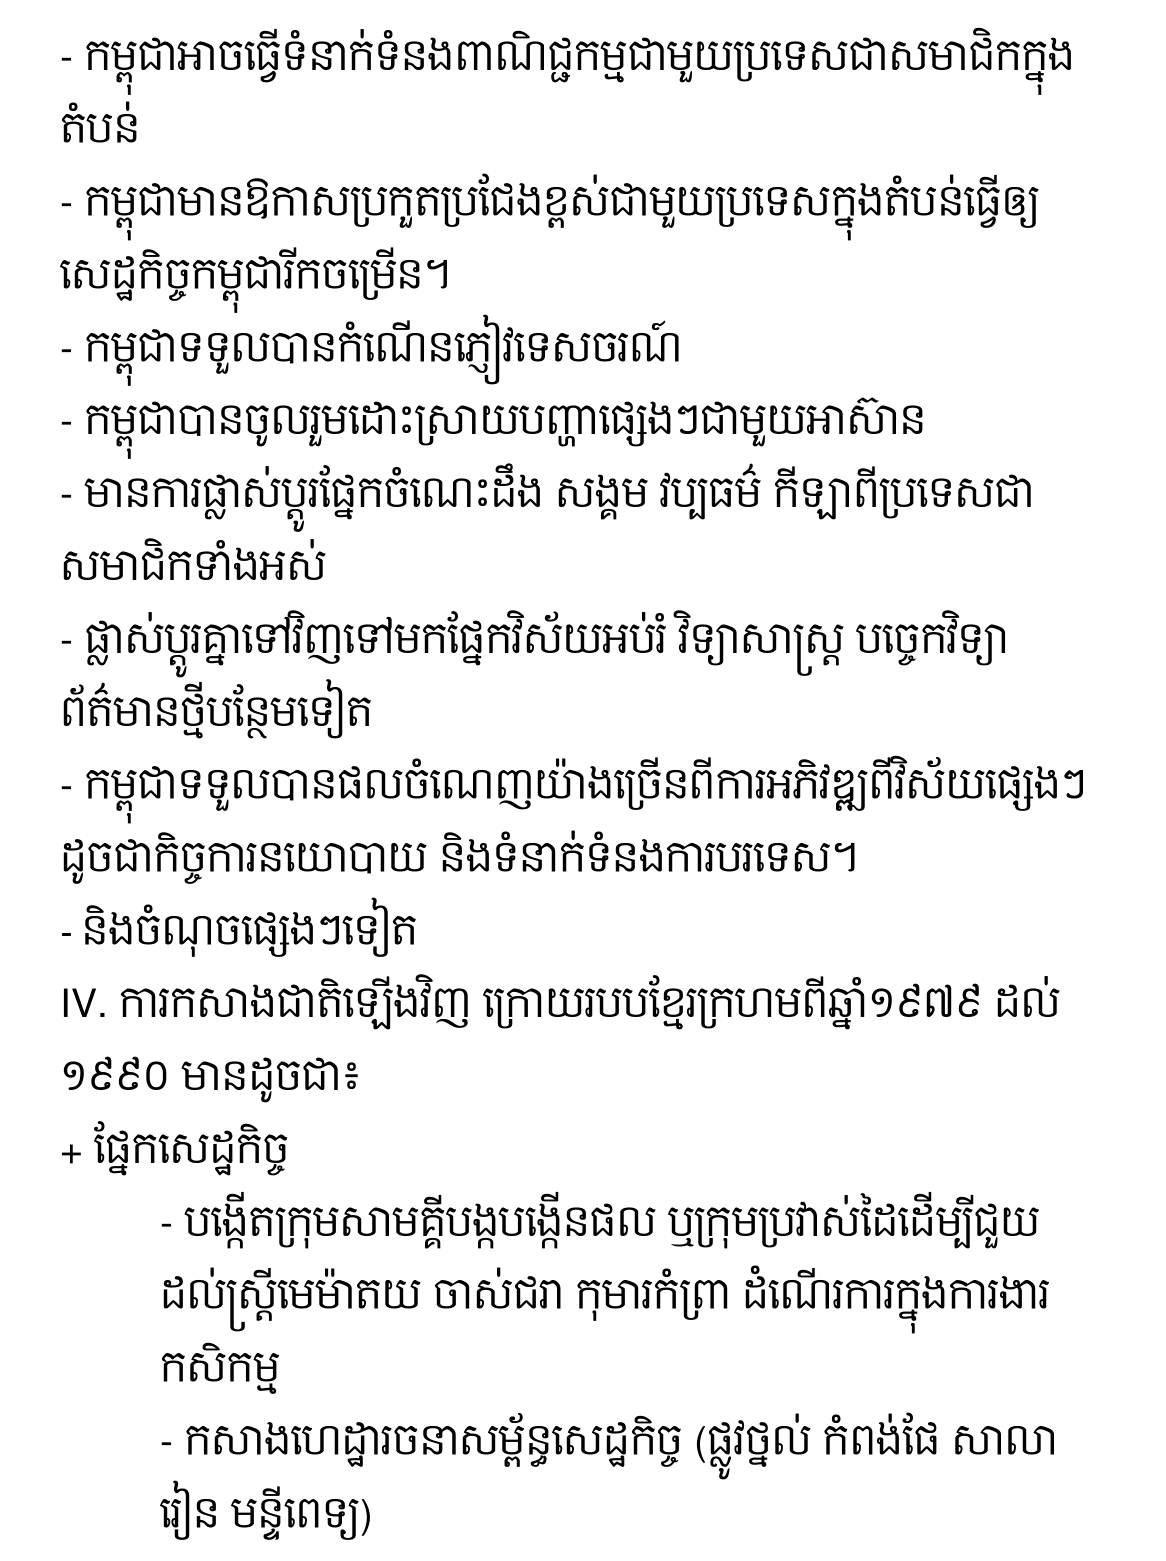 - កម្ពុជាអាចធ្វើទំនាក់ទំនងពាណិជ្ជកម្មជាមួយប្រទេសជាសមាជិកក្នុង
តំបន់
- កម្ពុជាមានឱកាសប្រកួតប្រជែងខ្ពស់ជាមួយប្រទេសក្នុងតំបន់ធ្វើឲ្យ
សេដ្ឋកិច្ចកម្ពុជារីកចម្រើន។
- កម្ពុជាទទួលបានកំណើនភ្ញៀវទេសចរណ៍
- កម្ពុជាបានចូលរួមដោះស្រាយបញ្ហាផ្សេងៗជាមួយអាស៊ាន
- មានការផ្លាស់ប្តូរផ្នែកចំណេះដឹង សង្គម វប្បធម៌ កីឡាពីប្រទេសជា
សមាជិកទាំងអស់
- ផ្លាស់ប្តូរគ្នាទៅវិញទៅមកផ្នែកវិស័យអប់រំ វិទ្យាសាស្ត្រ បច្ចេកវិទ្យា
ព័ត៌មានថ្មីបន្ថែមទៀត
- កម្ពុជាទទួលបានផលចំណេញយ៉ាងច្រើនពីការអភិវឌ្ឍពីវិស័យផ្សេងៗ
ដូចជាកិច្ចការនយោបាយ និងទំនាក់ទំនងការបរទេស។
- និងចំណុចផ្សេងៗទៀត
IV. ការកសាងជាតិឡើងវិញ ក្រោយរបបខ្មែរក្រហមពីឆ្នាំ១៩៧៩ ដល់
១៩៩០ មានដូចជា៖
+ ផ្នែកសេដ្ឋកិច្ច
- បង្កើតក្រុមសាមគ្គីបង្កបង្កើនផល ឬក្រុមប្រវាស់ដៃដើម្បីជួយ
ដល់ស្ត្រីមេម៉ាតយ ចាស់ជរា កុមារកំព្រា ដំណើរការក្នុងការងារ
កសិកម្ម
- កសាងហេដ្ឋារចនាសម្ព័ន្ធសេដ្ឋកិច្ច (ផ្លូវថ្នល់ កំពង់ផែ សាលា
រៀន មន្ទីពេទ្យ)